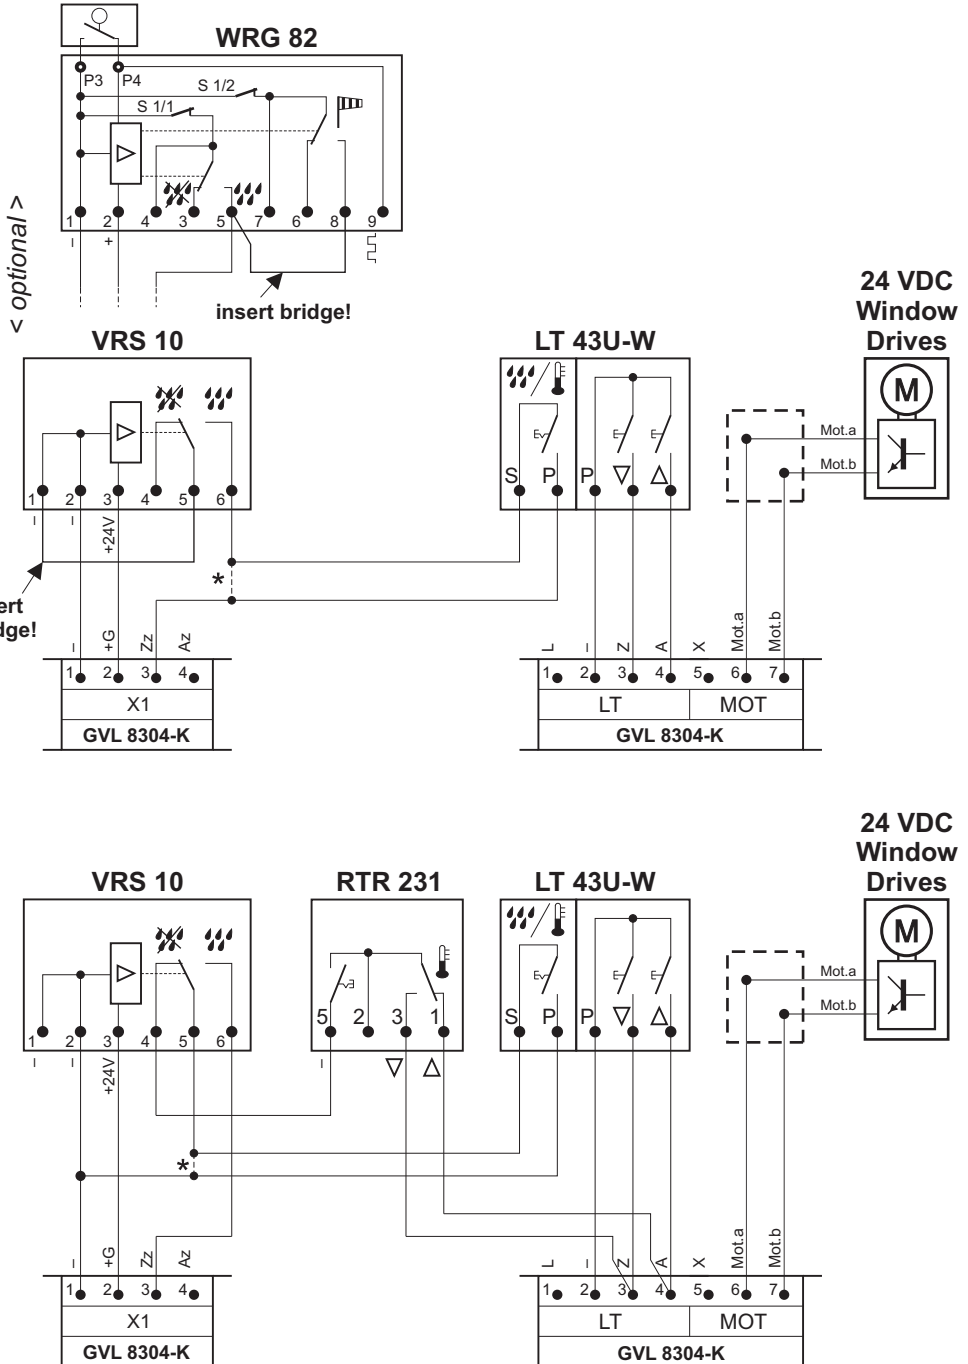 WRG 82
P3 P4
S 1/2
S 1/1
1 2 4 3 5 7 6 8 9
– +
< optional >
insert bridge!
24 VDC
Window
Drives
VRS 10
LT 43U-W
M
Mot.a
Mot.b
S P P
1 2 3 4 5 6
– – +24V
*
ert
dge!
– +G Zz Az
L – Z A X Mot.a Mot.b
1 2 3 4
1 2 3 4 5 6 7
X1
LT MOT
GVL 8304-K
GVL 8304-K
24 VDC
Window
Drives
VRS 10
RTR 231
LT 43U-W
M
Mot.a
Mot.b
5 2 3 1
S P P
1 2 3 4 5 6
– – +24V
–
*
– +G Zz Az
L – Z A X Mot.a Mot.b
1 2 3 4
1 2 3 4 5 6 7
X1
LT MOT
GVL 8304-K
GVL 8304-K